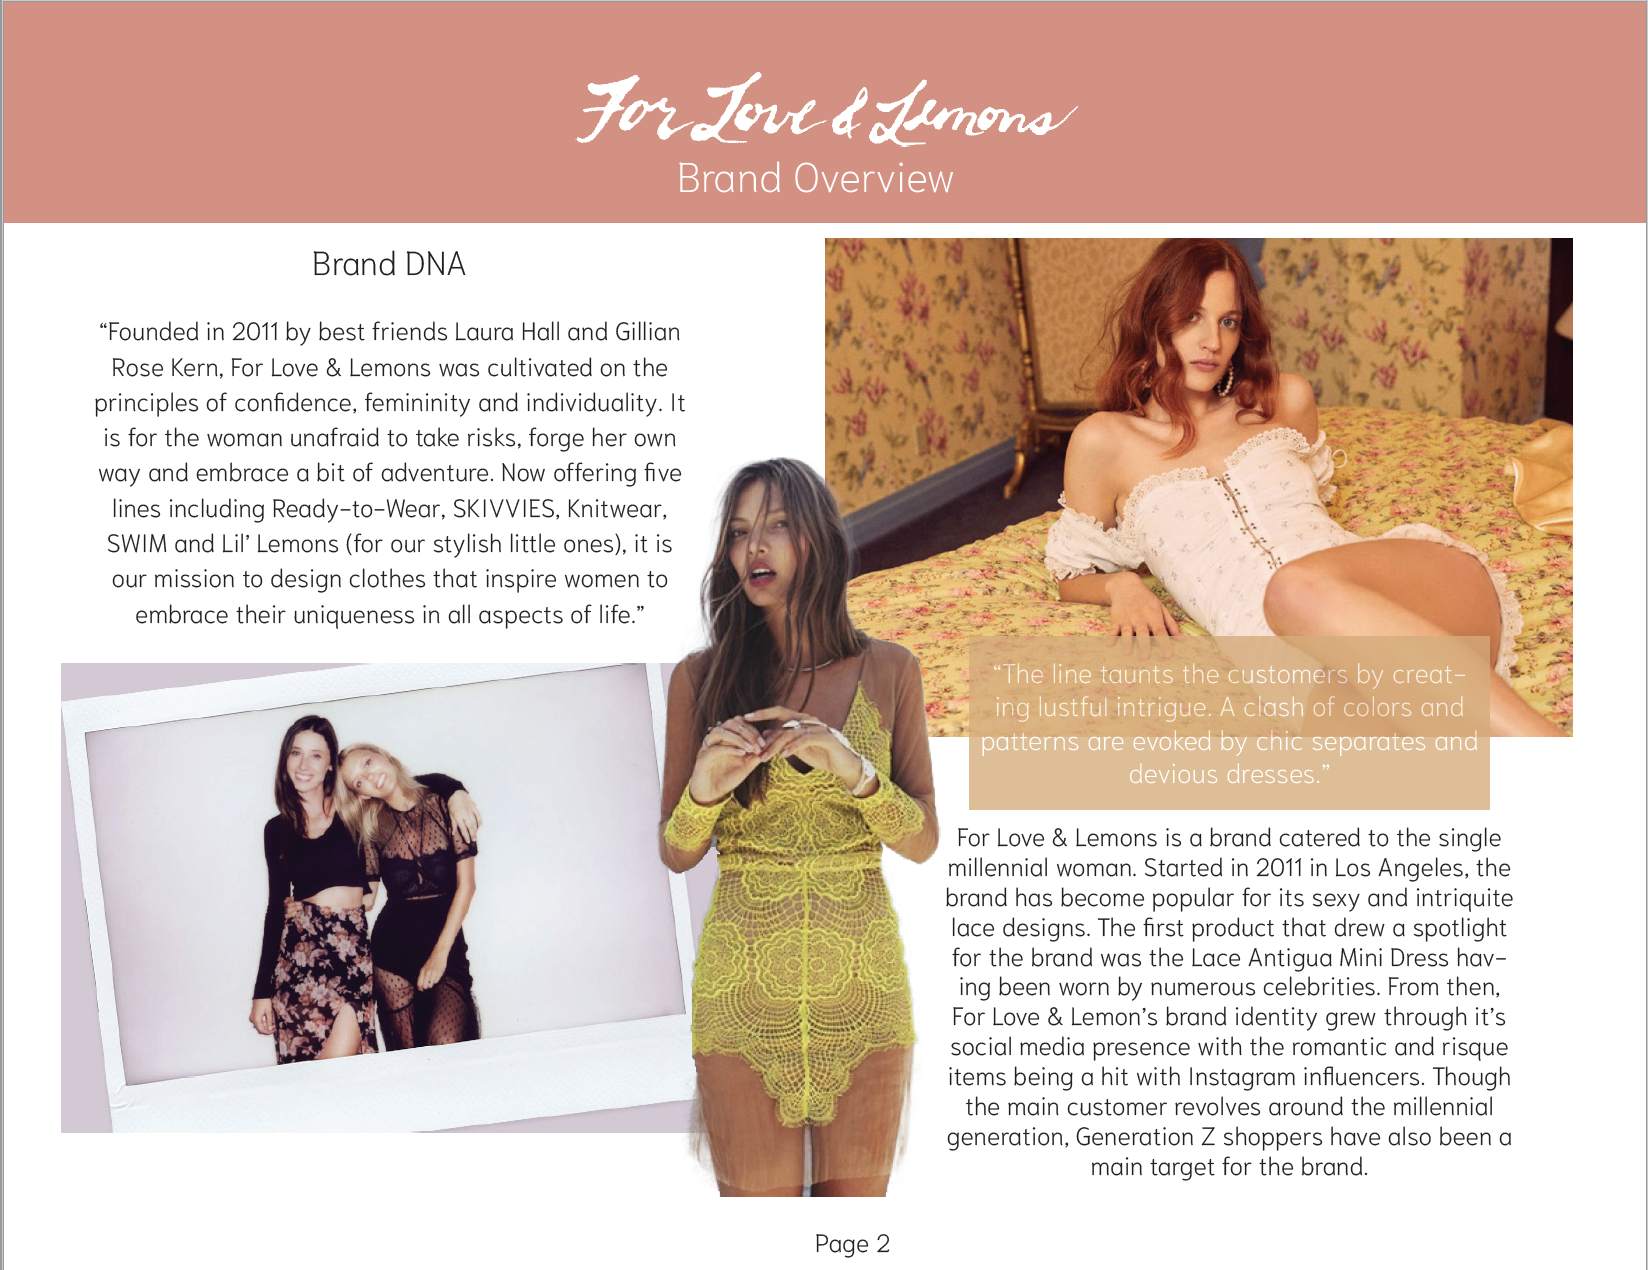 For Love & Lemons
Brand Overview
Brand DNA
“Founded in 2011 by best friends Laura Hall and Gillian
Rose Kern, For Love & Lemons was cultivated on the
principles of confidence, femininity and individuality. It
is for the woman unafraid to take risks, forge her own
way and embrace a bit of adventure. Now offering five
lines including Ready-to-Wear, SKIVVIES, Knitwear,
SWIM and Lil’ Lemons (for our stylish little ones), it is
our mission to design clothes that inspire women to
embrace their uniqueness in all aspects of life.”
“The line taunts the customers by creat-
ing lustful intrigue. A clash of colors and
patterns are evoked by chic separates and
devious dresses.”
For Love & Lemons is a brand catered to the single
millennial woman. Started in 2011 in Los Angeles, the
brand has become popular for its sexy and intriquite
lace designs. The first product that drew a spotlight
for the brand was the Lace Antigua Mini Dress hav-
ing been worn by numerous celebrities. From then,
For Love & Lemon’s brand identity grew through it’s
social media presence with the romantic and risque
items being a hit with Instagram influencers. Though
the main customer revolves around the millennial
generation, Generation Z shoppers have also been a
main target for the brand.
Page 2